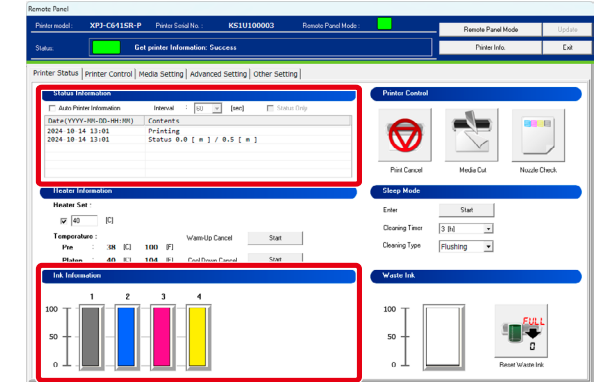 Remote Panel
Printer model : XPJ-C641SR-P Printer Serial No. : KS1U100003 Remote Panel Mode :
Remote Panel Mode Update
Status: Get printer Information: Success
Printer Info. Exit
Printer Status Printer Control Media Setting Advanced Setting Other Setting
Status Information
Auto Printer Information Interval : 60 [sec] Status Only
Date(YYYY-MM-DD-HH:MM) Contents
2024-10-14 13:01 Printing
2024-10-14 13:01 Status 0.0 [ m ] / 0.5 [ m ]
Printer Control
Print Cancel Media Cut Nozzle Check
Heater Information
Heater Set :
40 [C]
Temperature :
Pre : 38 [C] 100 [F]
Platen : 40 [C] 104 [F]
Warm-Up Cancel Start
Cool Down Cancel Start
Sleep Mode
Enter Start
Cleaning Timer 3 [h]
Cleaning Type Flushing
Ink Information
1 2 3 4
100
50
0
Waste Ink
100
50
0
FULL
0
Reset Waste Ink